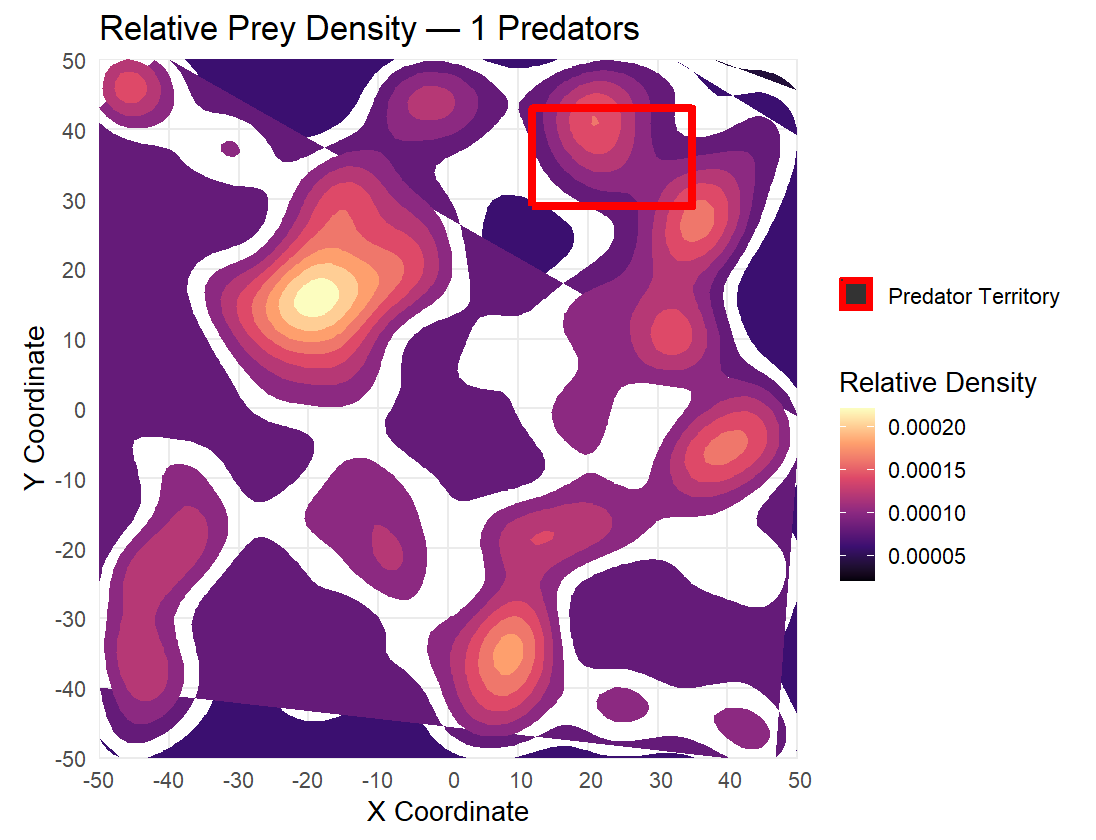 Relative Prey Density — 1 Predators
50
40
30
20
10
0
-10
-20
-30
-40
-50
-50 -40 -30 -20 -10 0 10 20 30 40 50
X Coordinate
Y Coordinate
Predator Territory
Relative Density
0.00020
0.00015
0.00010
0.00005